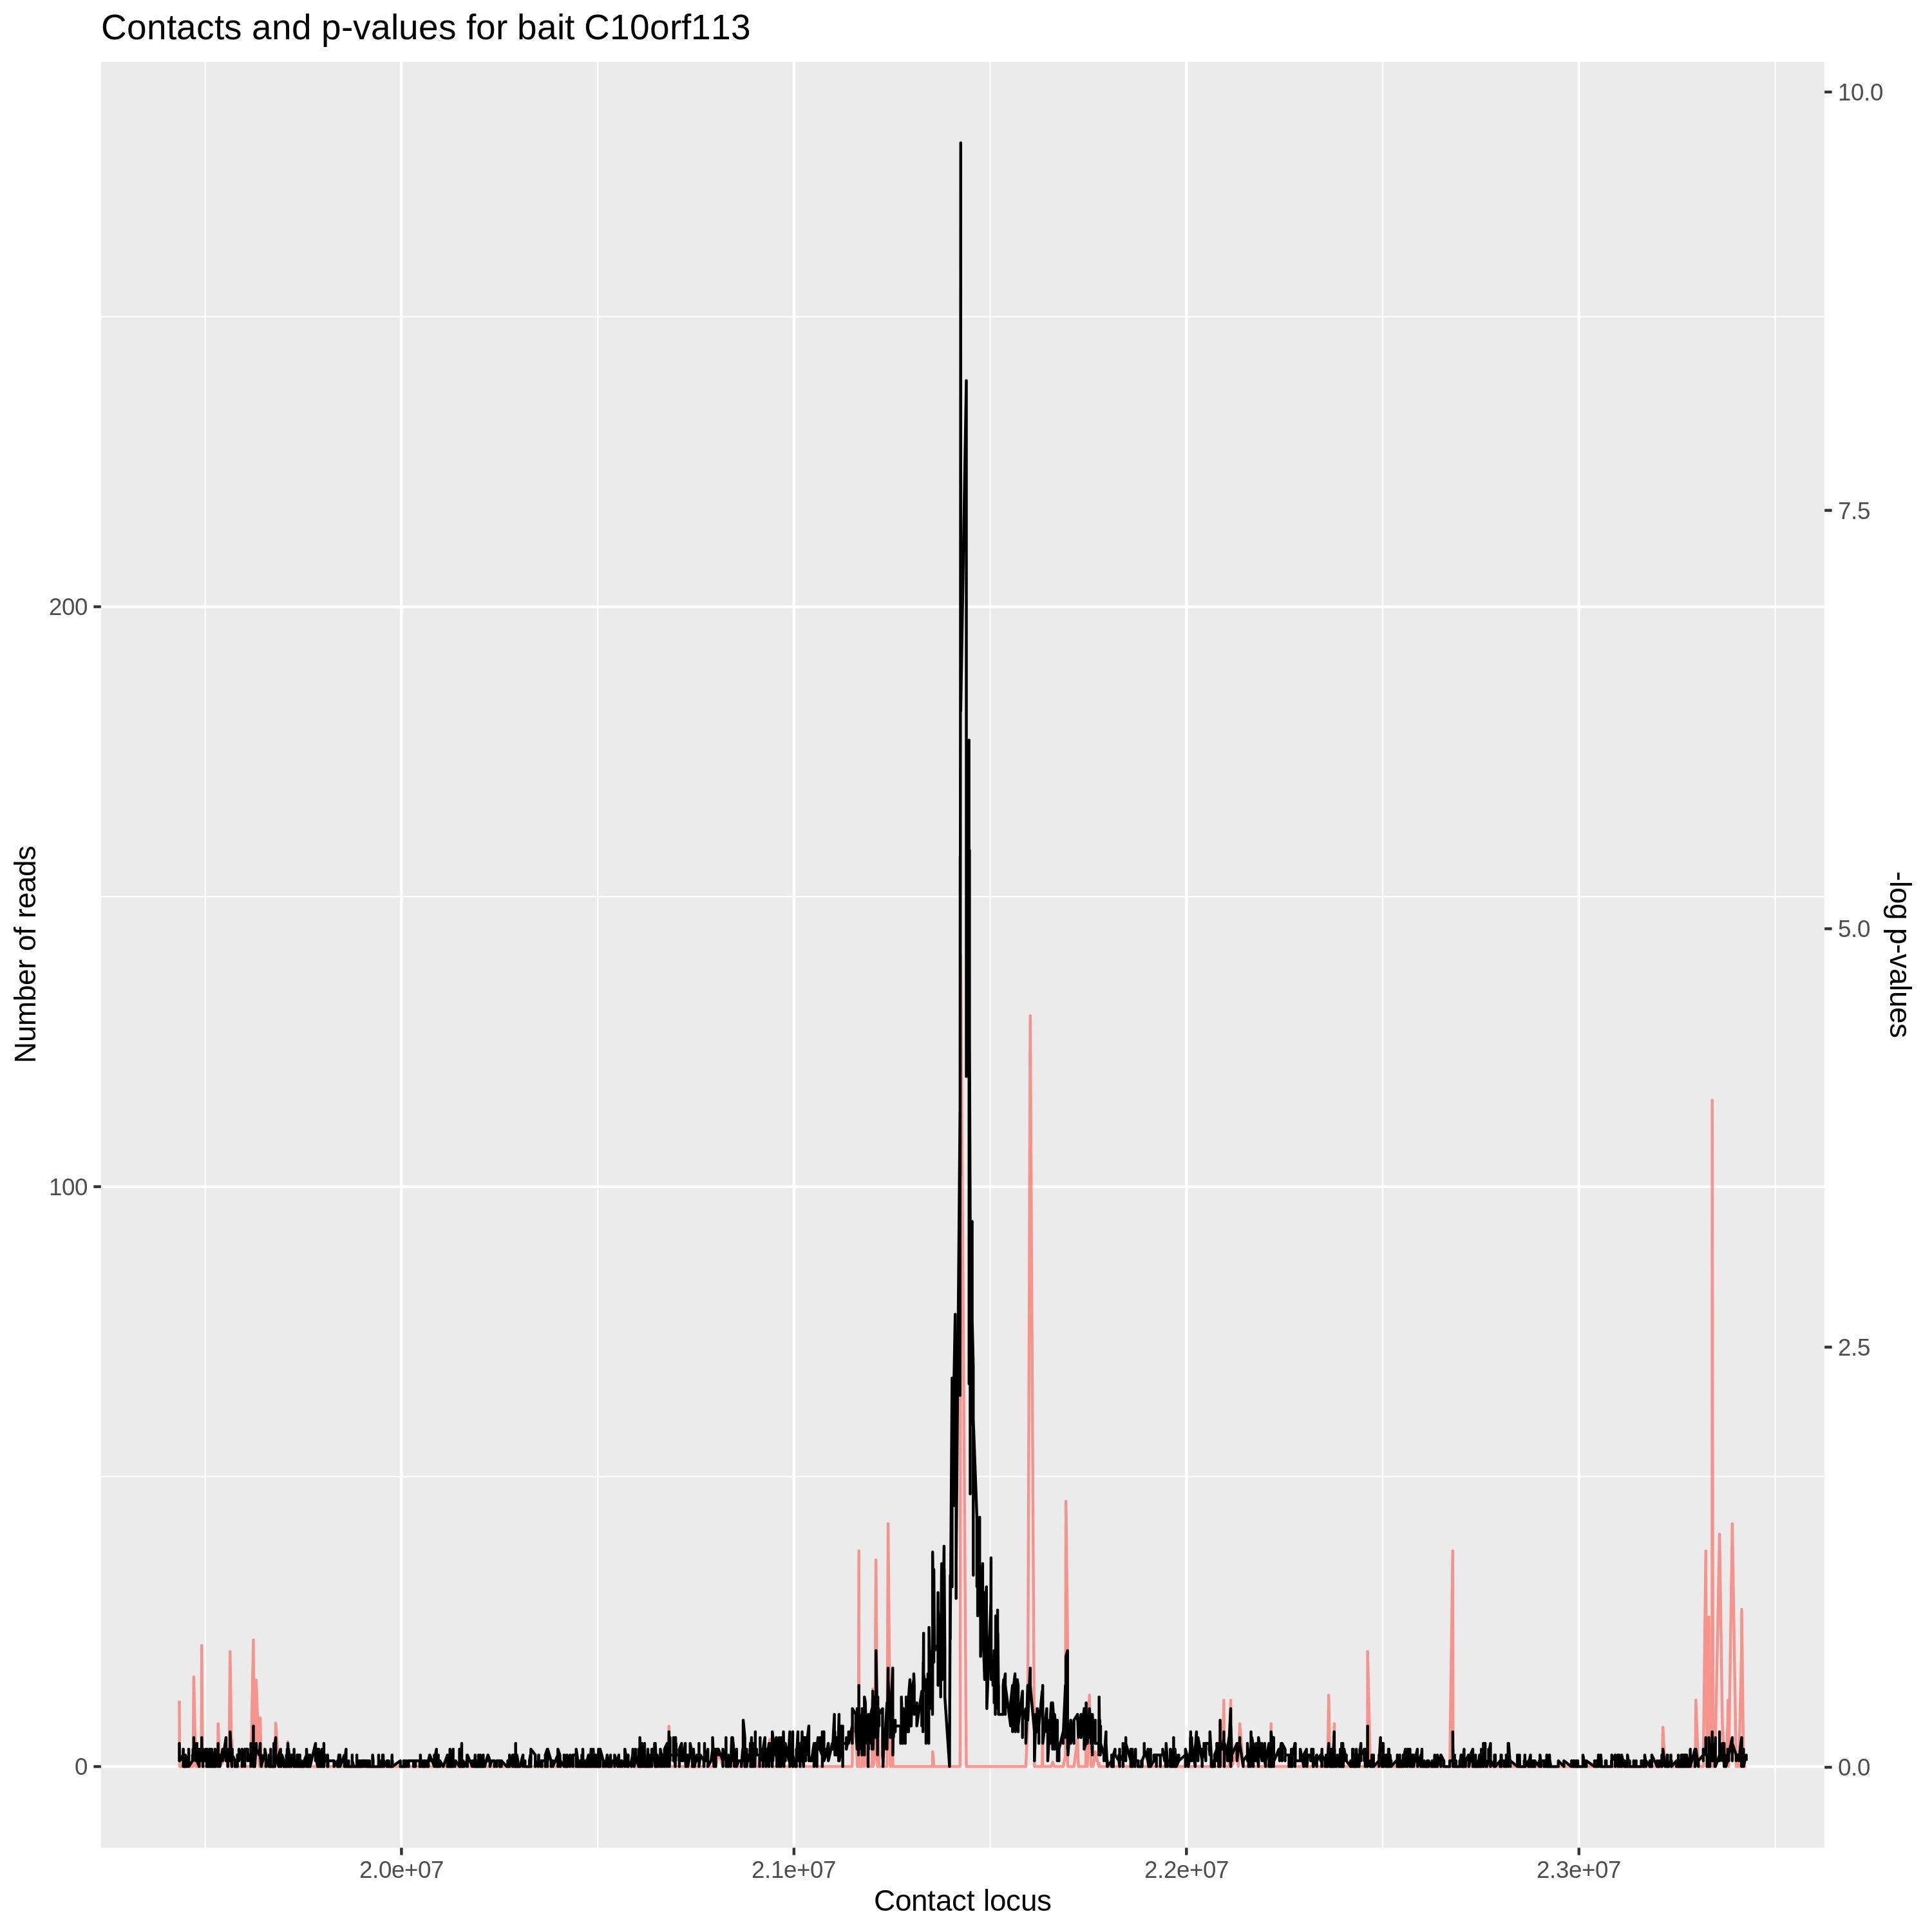 Contacts and p-values for bait C10orf113
10.0
7.5
200
5.0
Number of reads
-log p-values
100
2.5
0
0.0
2.0e+07
2.1e+07
2.2e+07
2.3e+07
Contact locus